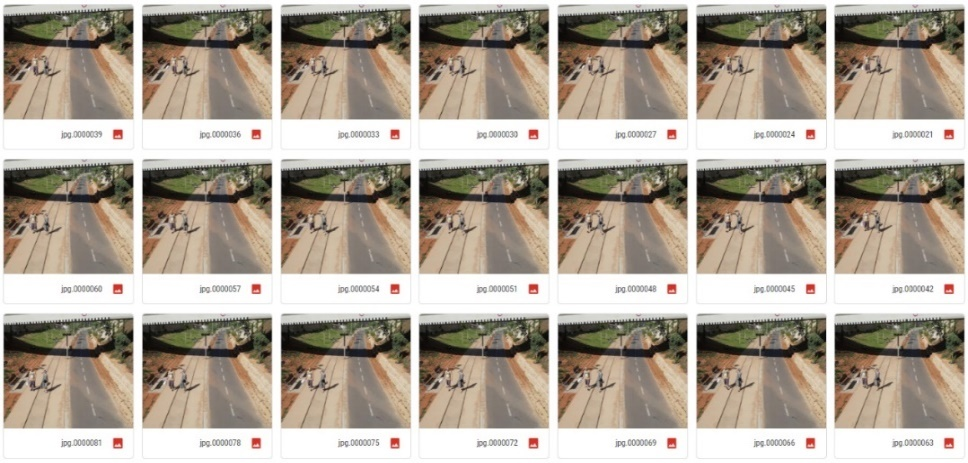 jpg.0000039 jpg.0000036 jpg.0000033 jpg.0000030 jpg.0000027 jpg.0000024 jpg.0000021
jpg.0000060 jpg.0000057 jpg.0000054 jpg.0000051 jpg.0000048 jpg.0000045 jpg.0000042
jpg.0000081 jpg.0000078 jpg.0000075 jpg.0000072 jpg.0000069 jpg.0000066 jpg.0000063